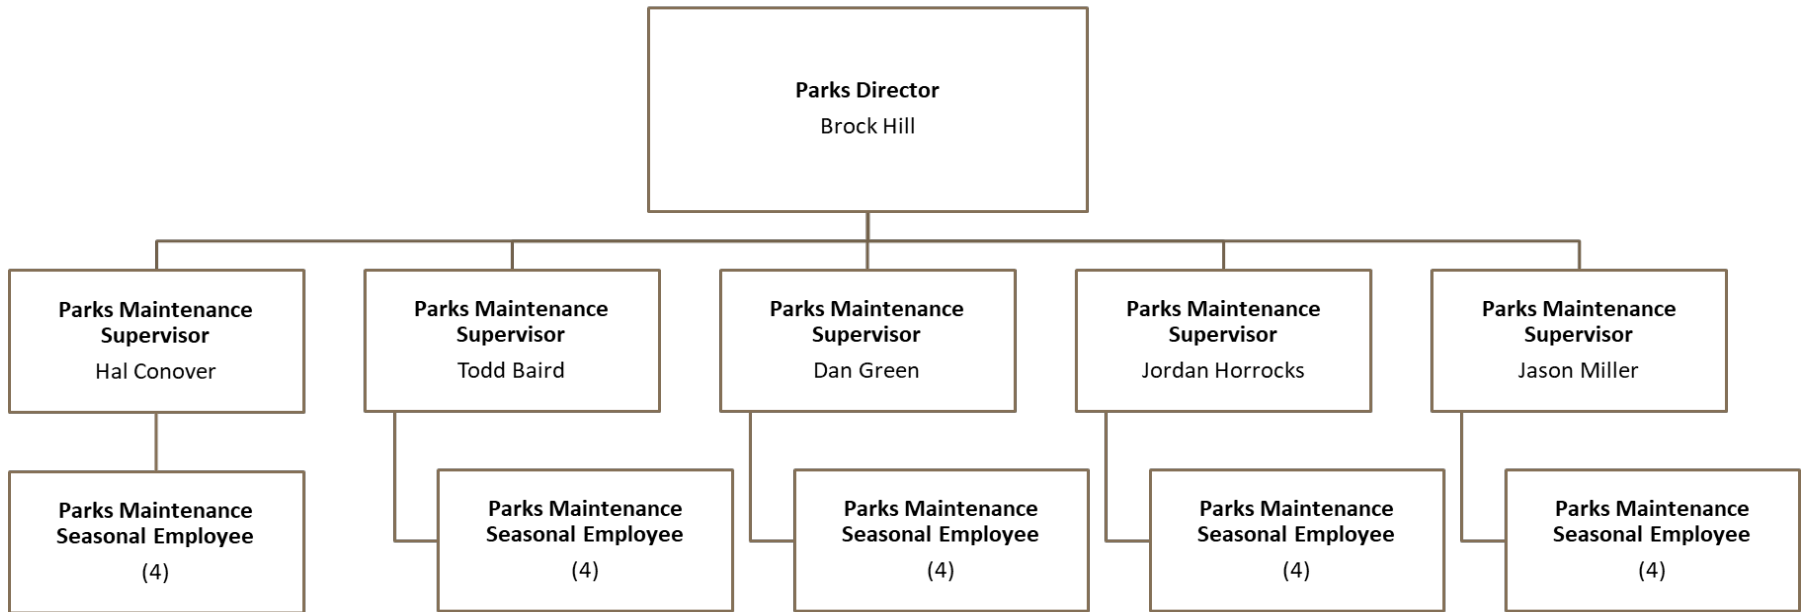 Parks Director
Brock Hill
Parks Maintenance
Supervisor
Hal Conover
Parks Maintenance
Supervisor
Todd Baird
Parks Maintenance
Supervisor
Dan Green
Parks Maintenance
Supervisor
Jordan Horrocks
Parks Maintenance
Supervisor
Jason Miller
Parks Maintenance
Seasonal Employee
(4)
Parks Maintenance
Seasonal Employee
(4)
Parks Maintenance
Seasonal Employee
(4)
Parks Maintenance
Seasonal Employee
(4)
Parks Maintenance
Seasonal Employee
(4)